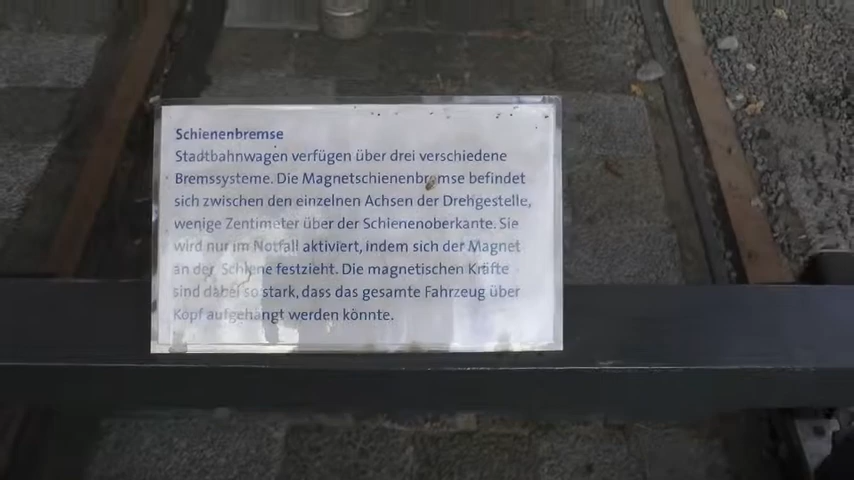 Schienenbremse
Stadtbahnwagen verfügen über drei verschiedene
Bremssysteme. Die Magnetschienenbremse befindet
sich zwischen den einzelnen Achsen der Drehgestelle,
wenige Zentimeter über der Schienenoberkante. Sie
wird nur im Notfall aktiviert, indem sich der Magnet
an der Schiene festzieht. Die magnetischen Kräfte
sind dabei so stark, dass das gesamte Fahrzeug über
Kopf aufgehängt werden könnte.